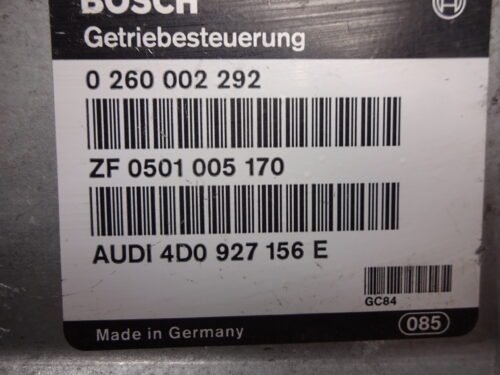 BOSCH
Getriebesteuerung
0 260 002 292
ZF 0501 005 170
AUDI 4D0 927 156 E
GC84
Made in Germany
085